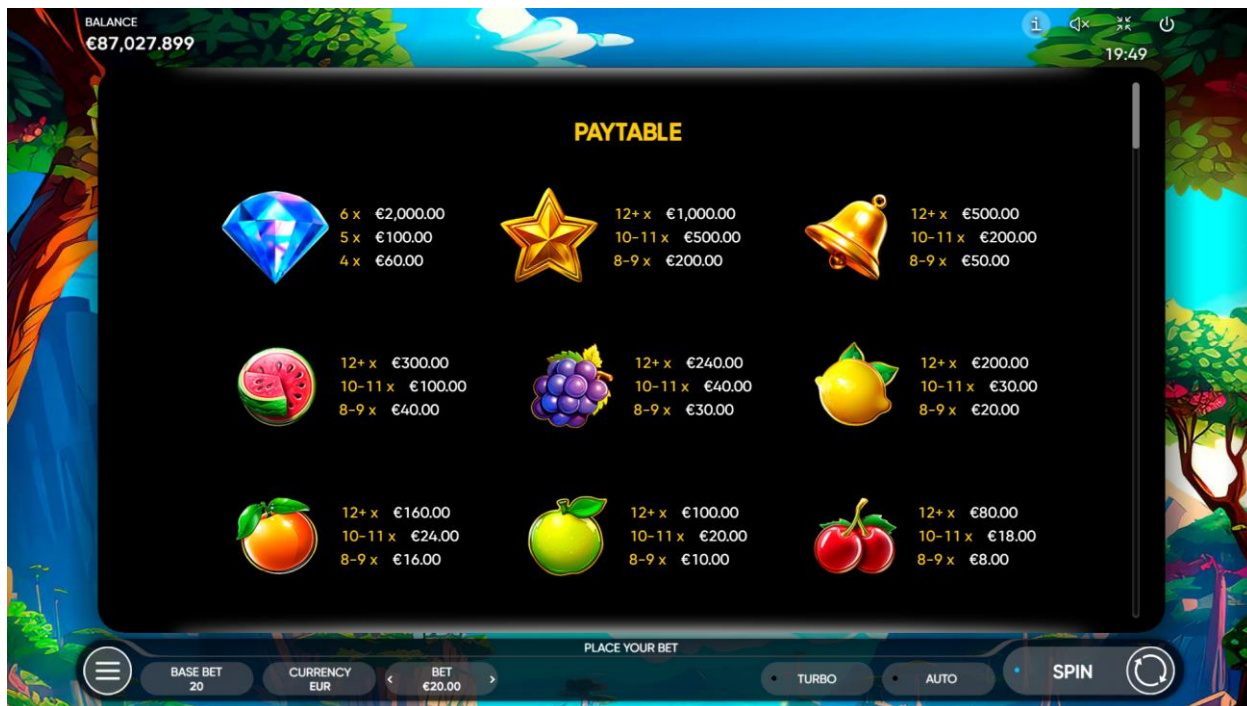 BALANCE
€87,027.899
19:49
PAYTABLE
6 x €2,000.00
5 x €100.00
4 x €60.00
12+ x €1,000.00
10-11 x €500.00
8-9 x €200.00
12+ x €500.00
10-11 x €200.00
8-9 x €50.00
12+ x €300.00
10-11 x €100.00
8-9 x €40.00
12+ x €240.00
10-11 x €40.00
8-9 x €30.00
12+ x €200.00
10-11 x €30.00
8-9 x €20.00
12+ x €160.00
10-11 x €24.00
8-9 x €16.00
12+ x €100.00
10-11 x €20.00
8-9 x €10.00
12+ x €80.00
10-11 x €18.00
8-9 x €8.00
PLACE YOUR BET
BASE BET
20
CURRENCY
EUR
BET
€20.00
TURBO
AUTO
SPIN